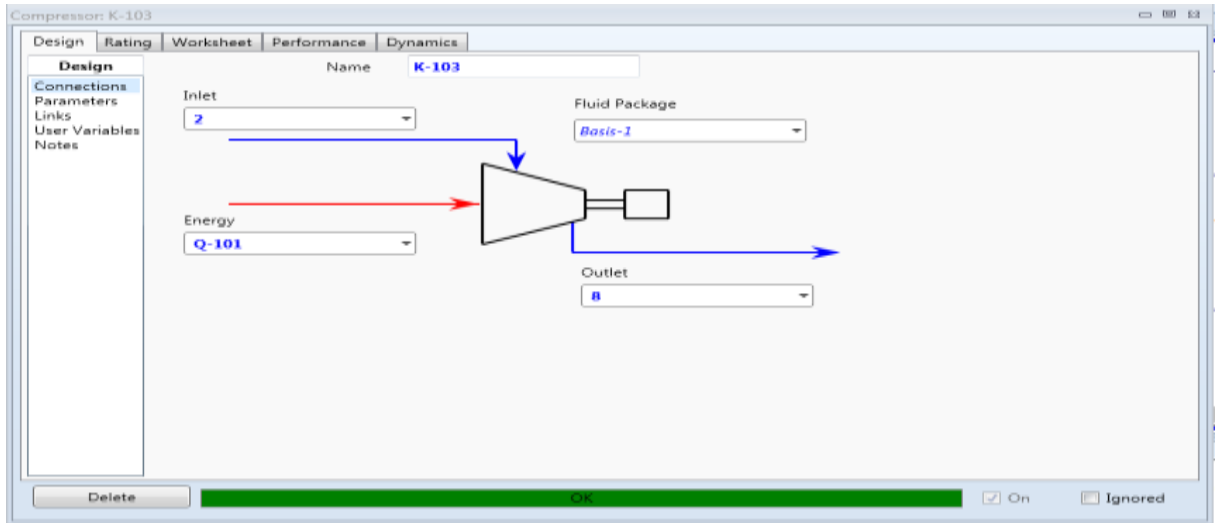 Compressor: K-103
Design Rating Worksheet Performance Dynamics
Design
Connections
Parameters
Links
User Variables
Notes
Name K-103
Inlet
2
Fluid Package
Basis-1
Energy
Q-101
Outlet
8
Delete OK On Ignored